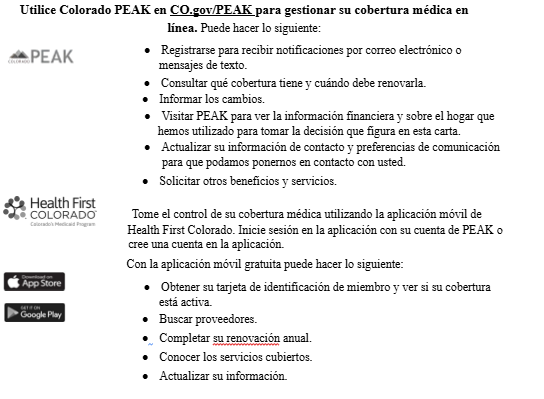 Utilice Colorado PEAK en CO.gov/PEAK para gestionar su cobertura médica en
línea. Puede hacer lo siguiente:
COLORADO PEAK
• Registrarse para recibir notificaciones por correo electrónico o
mensajes de texto.
• Consultar qué cobertura tiene y cuándo debe renovarla.
• Informar los cambios.
• Visitar PEAK para ver la información financiera y sobre el hogar que
hemos utilizado para tomar la decisión que figura en esta carta.
• Actualizar su información de contacto y preferencias de comunicación
para que podamos ponernos en contacto con usted.
• Solicitar otros beneficios y servicios.
Health First
COLORADO
Colorado's Medicaid Program
Tome el control de su cobertura médica utilizando la aplicación móvil de
Health First Colorado. Inicie sesión en la aplicación con su cuenta de PEAK o
cree una cuenta en la aplicación.
Con la aplicación móvil gratuita puede hacer lo siguiente:
Download on the
App Store
GET IT ON
Google Play
• Obtener su tarjeta de identificación de miembro y ver si su cobertura
está activa.
• Buscar proveedores.
• Completar su renovación anual.
• Conocer los servicios cubiertos.
• Actualizar su información.